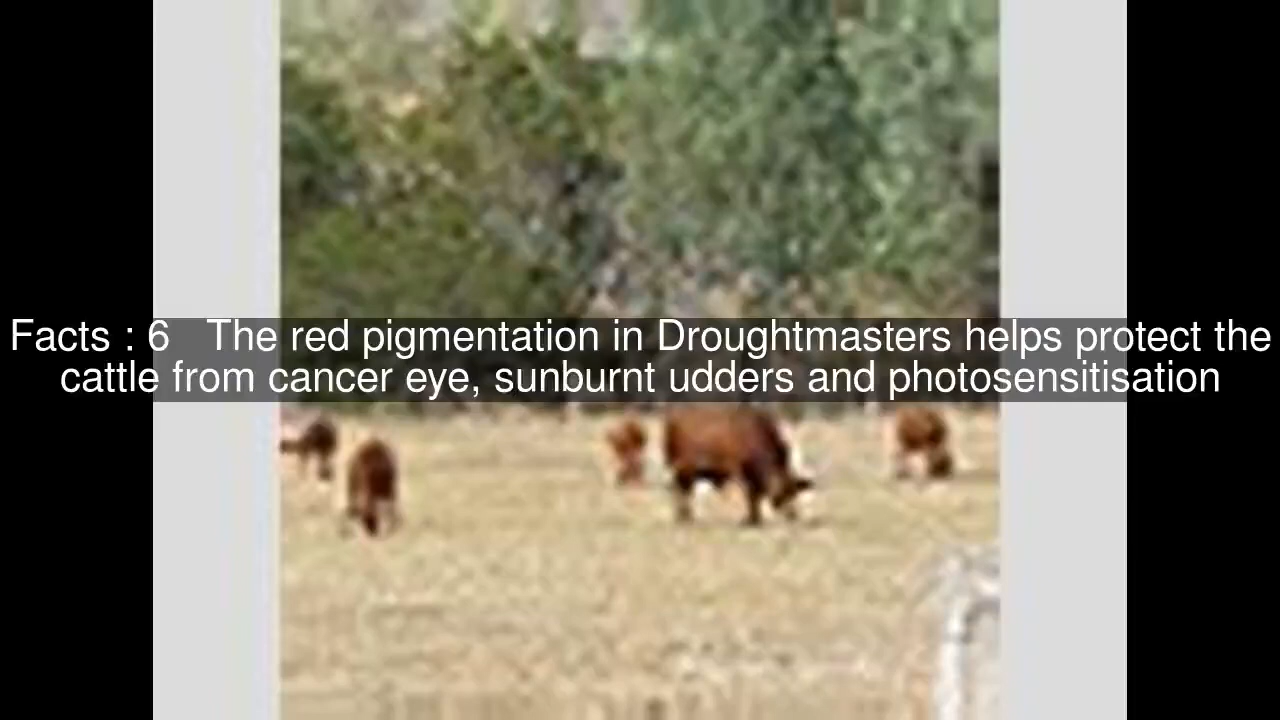 Facts : 6   The red pigmentation in Droughtmasters helps protect the
cattle from cancer eye, sunburnt udders and photosensitisation